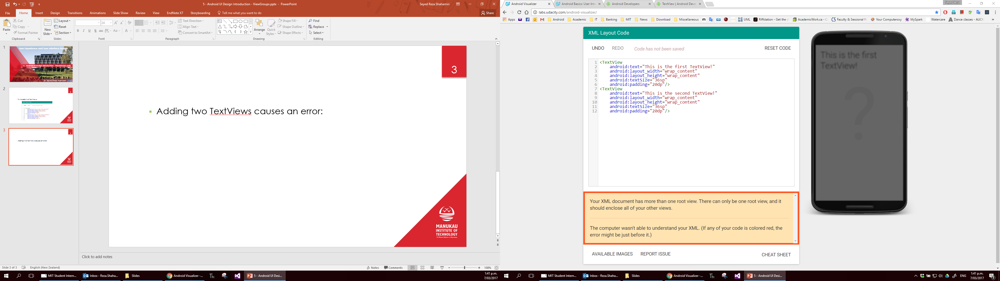 5 - Android UI Design Introduction - ViewGroups.pptx - PowerPoint
Seyed Reza Shahamiri
File Home Insert Design Transitions Animations Slide Show Review View EndNote X7 Storyboarding Tell me what you want to do
Share
Paste
Cut
Copy
Format Painter
Clipboard
New Slide
Layout
Reset
Section
Slides
24
Font
Text Direction
Align Text
Convert to SmartArt
Paragraph
Arrange
Quick Styles
Shape Fill
Shape Outline
Shape Effects
Drawing
Find
Replace
Select
Editing
1
User Experience and User Interface Design
Dr. Seyed Reza Shahamiri
2
3
3
Adding two TextViews causes an error:
3
Adding two TextViews causes an error:
MANUKAU
INSTITUTE OF
TECHNOLOGY
Click to add notes
Slide 3 of 3 English (New Zealand)
Notes Comments 108%
MIT Student Intern... Inbox - Reza.Shaha... Slides Android Visualizer -... 5 - Android UI Desi...
1:41 p.m.
7/03/2017
Android Visualizer
Android Basics: User Inte
Android Developers
TextView | Android Devel
Seyed Reza
labs.udacity.com/android-visualizer/
Apps Android Academic IT Banking MIT News Download Miscellaneous UML Riffstation - Get the c AcademicWork.ca - C Faculty & Sessional Po Your Computeroxy MySpark Watercare Dance classes - AUCK
XML Layout Code
UNDO REDO Code has not been saved RESET CODE
1 <TextView
2 android:text="This is the first TextView!"
3 android:layout_width="wrap_content"
4 android:layout_height="wrap_content"
5 android:textSize="36sp"
6 android:padding="20dp"/>
7 <TextView
8 android:text="This is the second TextView!"
9 android:layout_width="wrap_content"
10 android:layout_height="wrap_content"
11 android:textSize="36sp"
12 android:padding="20dp"/>
Your XML document has more than one root view. There can only be one root view, and it
should enclose all of your other views.
The computer wasn't able to understand your XML. (If any of your code is colored red, the
error might be just before it.)
AVAILABLE IMAGES REPORT ISSUE CHEAT SHEET
This is the first
TextView!
?
MIT Student Intern... Inbox - Reza.Shaha... Slides Android Visualizer -... 5 - Android UI Desi...
ENG
1:41 p.m.
7/03/2017